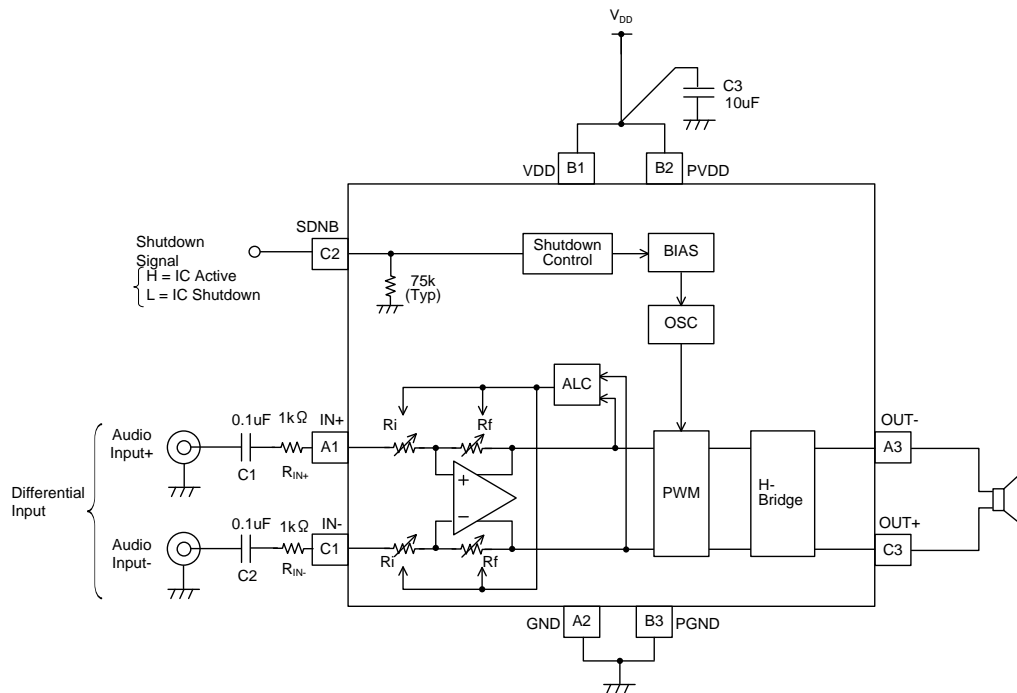 VDD
C3
10uF
VDD
B1
B2
PVDD
SDNB
C2
Shutdown
Signal
H = IC Active
L = IC Shutdown
75k
(Typ)
Shutdown
Control
BIAS
OSC
ALC
Differential
Input
Audio
Input+
0.1uF
C1
1kΩ
RIN+
IN+
A1
Ri
Rf
+
−
PWM
H-
Bridge
OUT-
A3
OUT+
C3
Audio
Input-
0.1uF
C2
1kΩ
RIN-
IN-
C1
Ri
Rf
GND
A2
B3
PGND